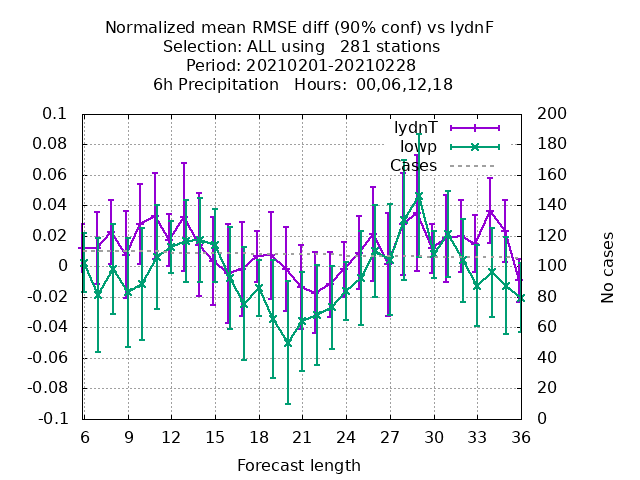 Normalized mean RMSE diff (90% conf) vs lydnF
Selection: ALL using   281 stations
Period: 20210201-20210228
6h Precipitation   Hours:  00,06,12,18
0.1
0.08
0.06
0.04
0.02
0
-0.02
-0.04
-0.06
-0.08
-0.1
lydnT
lowp
Cases
200
180
160
140
120
100
80
60
40
20
0
No cases
6 9 12 15 18 21 24 27 30 33 36
Forecast length